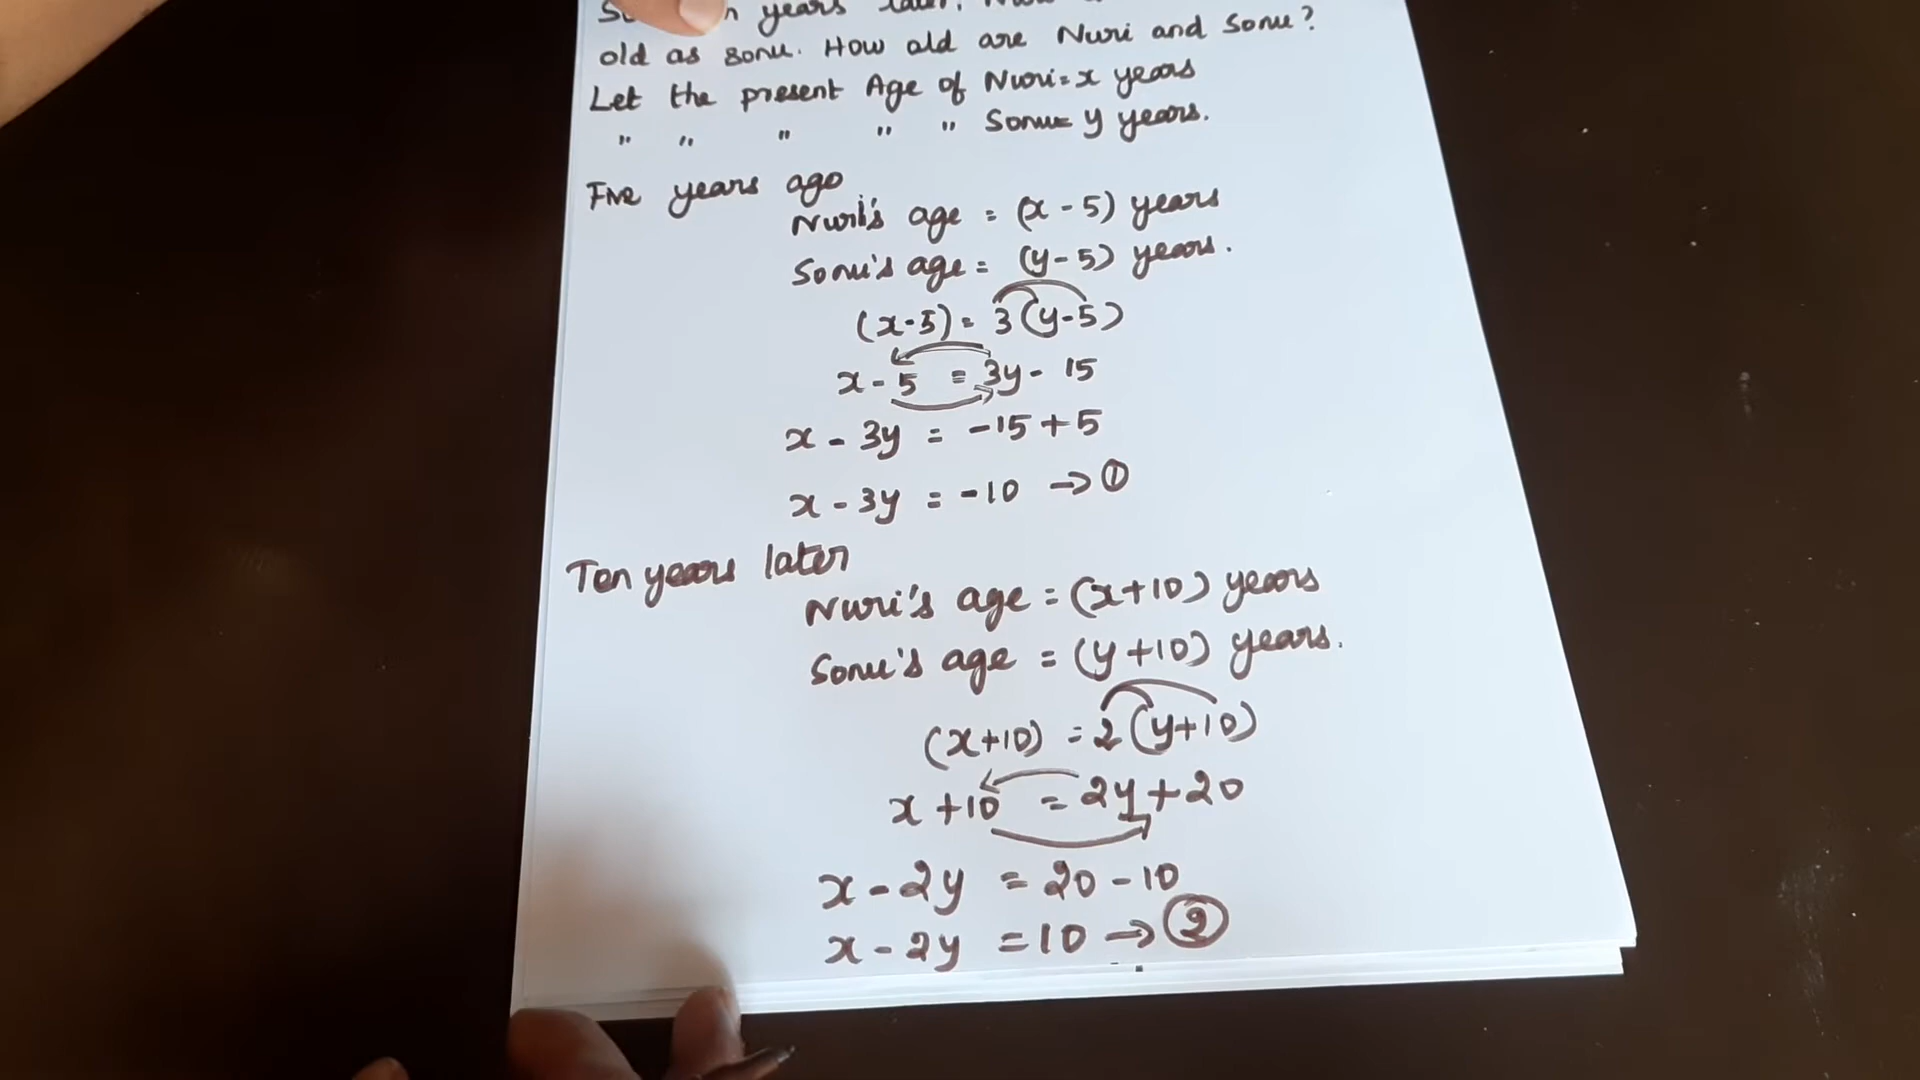 years later.
old as sonu. How old are Nuri and Sonu?
Let the present Age of Nuri = x years
" " " " " Sonu = y years.
Five years ago
Nuri's age = (x - 5) years
Sonu's age = (y - 5) years.
(x - 5) = 3(y - 5)
x - 5 = 3y - 15
x - 3y = -15 + 5
x - 3y = -10 → ①
Ten years later
Nuri's age = (x+10) years
Sonu's age = (y+10) years.
(x+10) = 2(y+10)
x + 10 = 2y + 20
x - 2y = 20 - 10
x - 2y = 10 → ②